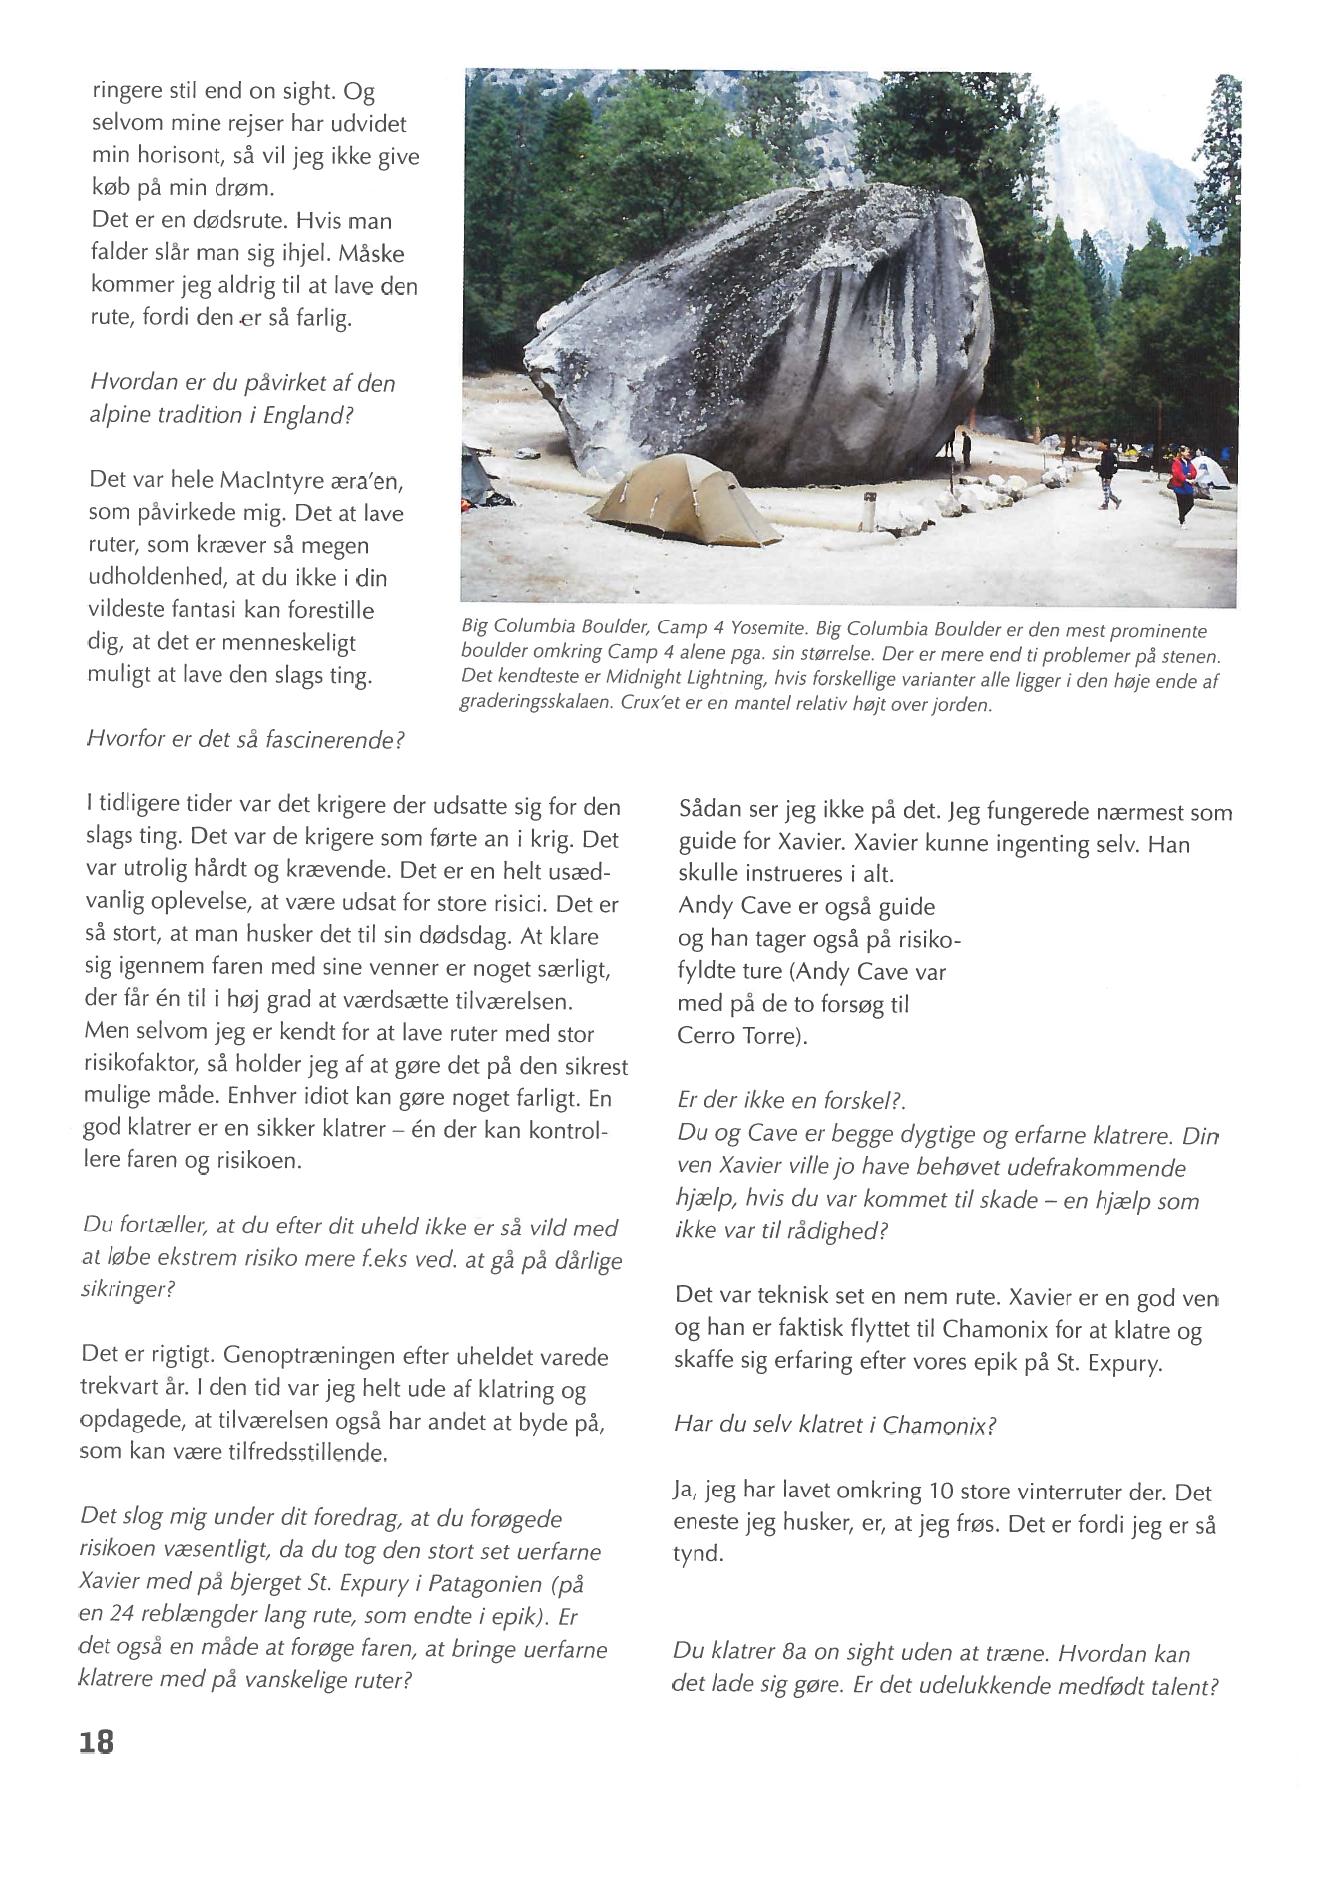 ringere stil end on sight. Og
selvom mine rejser har udvidet
min horisont, så vil jeg ikke give
køb på min drøm.
Det er en dødsrute. Hvis man
falder slår man sig ihjel. Måske
kommer jeg aldrig til at lave den
rute, fordi den er så farlig.
Hvordan er du påvirket af den
alpine tradition i England?
Det var hele MacIntyre æra'en,
som påvirkede mig. Det at lave
ruter, som kræver så megen
udholdenhed, at du ikke i din
vildeste fantasi kan forestille
dig, at det er menneskeligt
muligt at lave den slags ting.
Hvorfor er det så fascinerende?
Big Columbia Boulder, Camp 4 Yosemite. Big Columbia Boulder er den mest prominente
boulder omkring Camp 4 alene pga. sin størrelse. Der er mere end ti problemer på stenen.
Det kendteste er Midnight Lightning, hvis forskellige varianter alle ligger i den høje ende af
graderingsskalaen. Crux'et er en mantel relativ højt over jorden.
I tidligere tider var det krigere der udsatte sig for den
slags ting. Det var de krigere som førte an i krig. Det
var utrolig hårdt og krævende. Det er en helt usæd-
vanlig oplevelse, at være udsat for store risici. Det er
så stort, at man husker det til sin dødsdag. At klare
sig igennem faren med sine venner er noget særligt,
der får én til i høj grad at værdsætte tilværelsen.
Men selvom jeg er kendt for at lave ruter med stor
risikofaktor, så holder jeg af at gøre det på den sikrest
mulige måde. Enhver idiot kan gøre noget farligt. En
god klatrer er en sikker klatrer – én der kan kontrol-
lere faren og risikoen.
Du fortæller, at du efter dit uheld ikke er så vild med
at løbe ekstrem risiko mere f.eks ved. at gå på dårlige
sikringer?
Det er rigtigt. Genoptræningen efter uheldet varede
trekvart år. I den tid var jeg helt ude af klatring og
opdagede, at tilværelsen også har andet at byde på,
som kan være tilfredsstillende.
Det slog mig under dit foredrag, at du forøgede
risikoen væsentligt, da du tog den stort set uerfarne
Xavier med på bjerget St. Expury i Patagonien (på
en 24 reblængder lang rute, som endte i epik). Er
det også en måde at forøge faren, at bringe uerfarne
klatrere med på vanskelige ruter?
Sådan ser jeg ikke på det. Jeg fungerede nærmest som
guide for Xavier. Xavier kunne ingenting selv. Han
skulle instrueres i alt.
Andy Cave er også guide
og han tager også på risiko-
fyldte ture (Andy Cave var
med på de to forsøg til
Cerro Torre).
Er der ikke en forskel?.
Du og Cave er begge dygtige og erfarne klatrere. Din
ven Xavier ville jo have behøvet udefrakommende
hjælp, hvis du var kommet til skade – en hjælp som
ikke var til rådighed?
Det var teknisk set en nem rute. Xavier er en god ven
og han er faktisk flyttet til Chamonix for at klatre og
skaffe sig erfaring efter vores epik på St. Expury.
Har du selv klatret i Chamonix?
Ja, jeg har lavet omkring 10 store vinterruter der. Det
eneste jeg husker, er, at jeg frøs. Det er fordi jeg er så
tynd.
Du klatrer 8a on sight uden at træne. Hvordan kan
det lade sig gøre. Er det udelukkende medfødt talent?
18